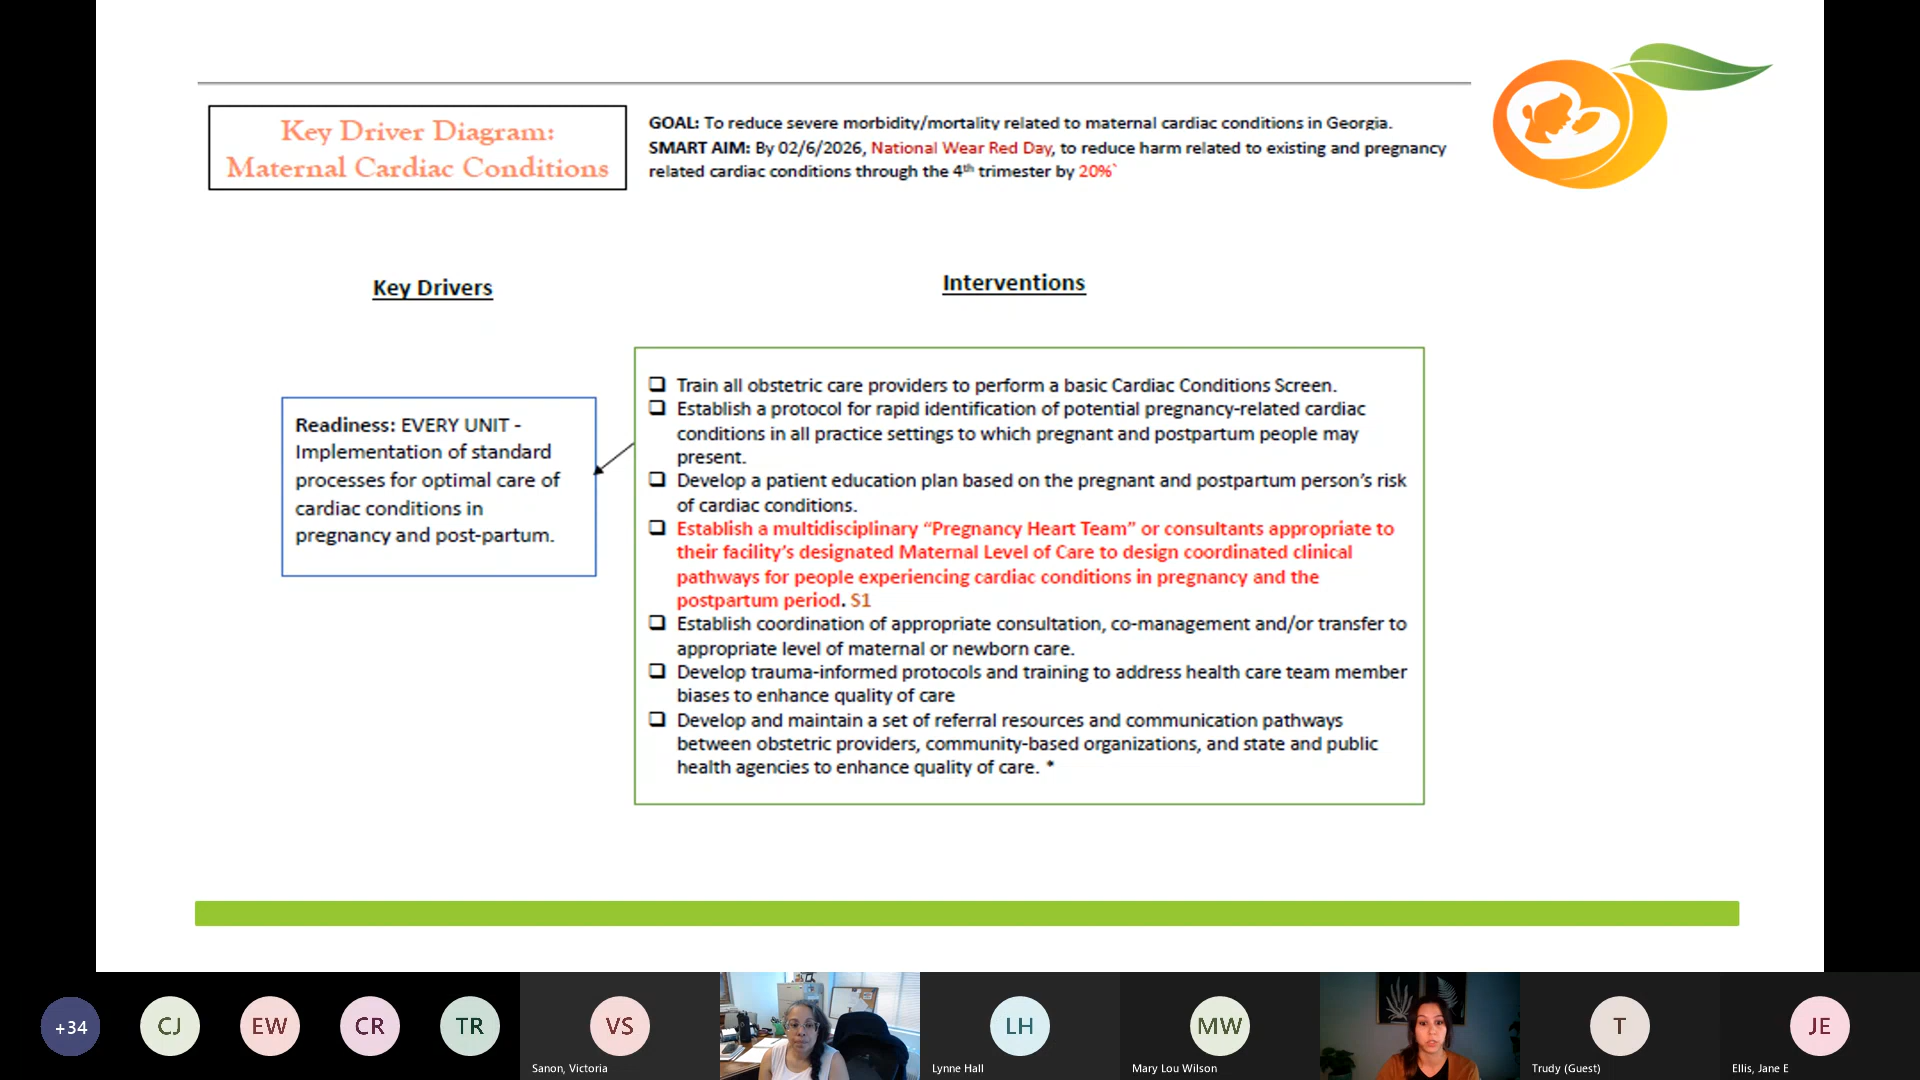 Key Driver Diagram:
Maternal Cardiac Conditions
GOAL: To reduce severe morbidity/mortality related to maternal cardiac conditions in Georgia.
SMART AIM: By 02/6/2026, National Wear Red Day, to reduce harm related to existing and pregnancy
related cardiac conditions through the 4th trimester by 20%`
Key Drivers
Interventions
Readiness: EVERY UNIT -
Implementation of standard
processes for optimal care of
cardiac conditions in
pregnancy and post-partum.
Train all obstetric care providers to perform a basic Cardiac Conditions Screen.
Establish a protocol for rapid identification of potential pregnancy-related cardiac
conditions in all practice settings to which pregnant and postpartum people may
present.
Develop a patient education plan based on the pregnant and postpartum person’s risk
of cardiac conditions.
Establish a multidisciplinary “Pregnancy Heart Team” or consultants appropriate to
their facility’s designated Maternal Level of Care to design coordinated clinical
pathways for people experiencing cardiac conditions in pregnancy and the
postpartum period. S1
Establish coordination of appropriate consultation, co-management and/or transfer to
appropriate level of maternal or newborn care.
Develop trauma-informed protocols and training to address health care team member
biases to enhance quality of care
Develop and maintain a set of referral resources and communication pathways
between obstetric providers, community-based organizations, and state and public
health agencies to enhance quality of care. *
+34
CJ
EW
CR
TR
VS
Sanon, Victoria
LH
Lynne Hall
MW
Mary Lou Wilson
T
Trudy (Guest)
JE
Ellis, Jane E